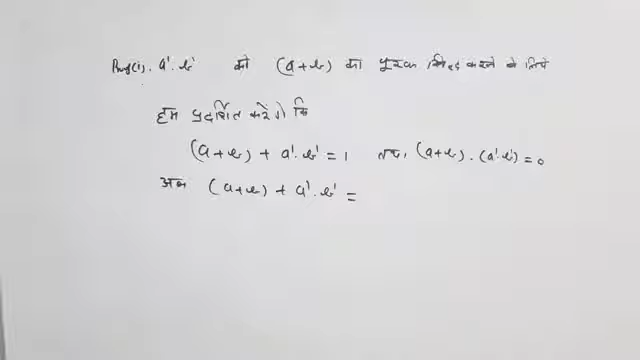 Proof(i). a'.b' को (a+b) का पूरक सिद्ध करने के लिये
हम प्रदर्शित करेंगे कि
(a+b) + a'.b' = 1 तथा (a+b).(a'.b') = 0
अब (a+b) + a'.b' =